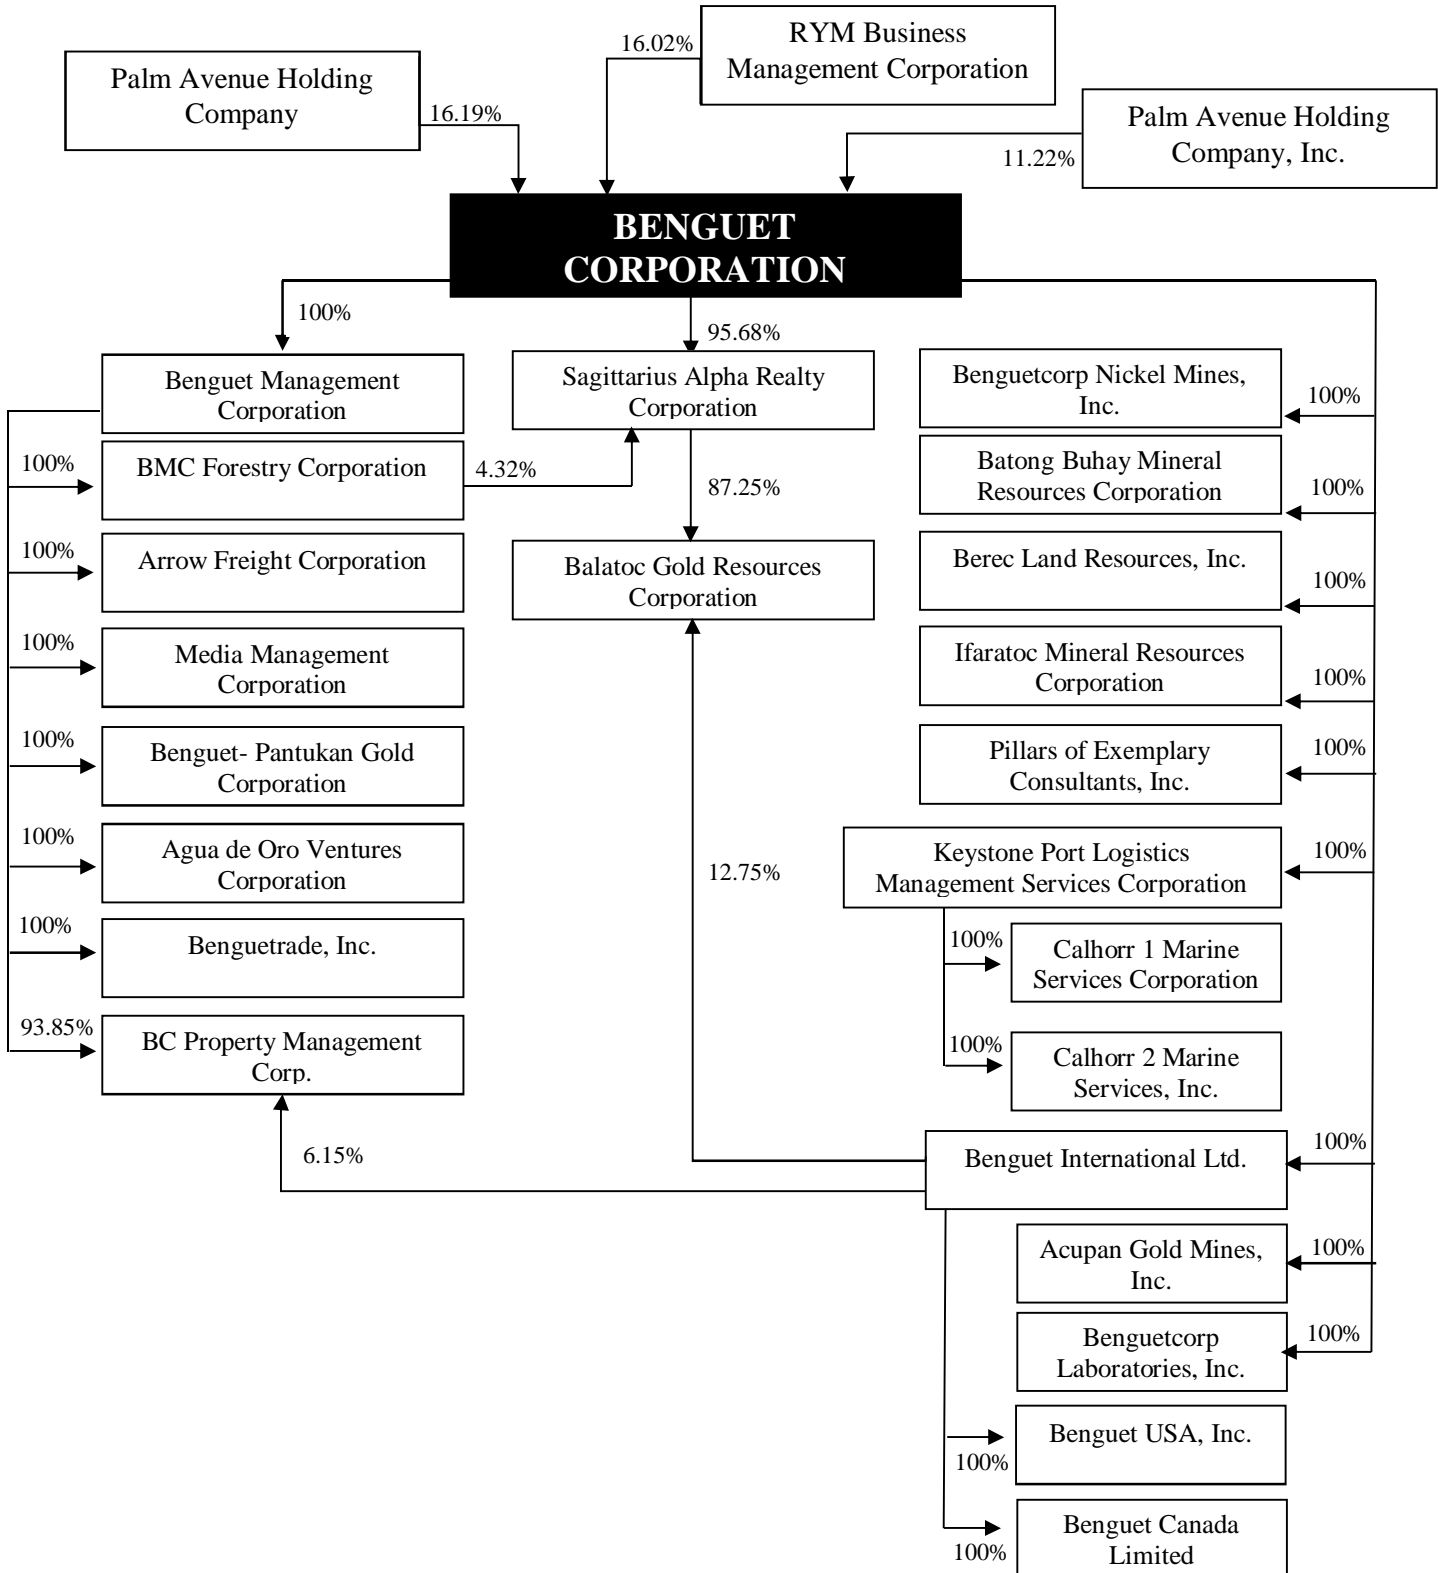 RYM Business
Management Corporation
16.02%
Palm Avenue Holding
Company
16.19%
Palm Avenue Holding
Company, Inc.
11.22%
BENGUET
CORPORATION
100%
95.68%
Benguet Management
Corporation
Sagittarius Alpha Realty
Corporation
Benguetcorp Nickel Mines,
Inc.
100%
100%
BMC Forestry Corporation
4.32%
87.25%
Batong Buhay Mineral
Resources Corporation
100%
100%
Arrow Freight Corporation
Balatoc Gold Resources
Corporation
Berec Land Resources, Inc.
100%
100%
Media Management
Corporation
Ifaratoc Mineral Resources
Corporation
100%
100%
Benguet- Pantukan Gold
Corporation
Pillars of Exemplary
Consultants, Inc.
100%
100%
Agua de Oro Ventures
Corporation
12.75%
Keystone Port Logistics
Management Services Corporation
100%
100%
Benguetrade, Inc.
100%
Calhorr 1 Marine
Services Corporation
93.85%
BC Property Management
Corp.
100%
Calhorr 2 Marine
Services, Inc.
6.15%
Benguet International Ltd.
100%
Acupan Gold Mines,
Inc.
100%
Benguetcorp
Laboratories, Inc.
100%
Benguet USA, Inc.
100%
Benguet Canada
Limited
100%